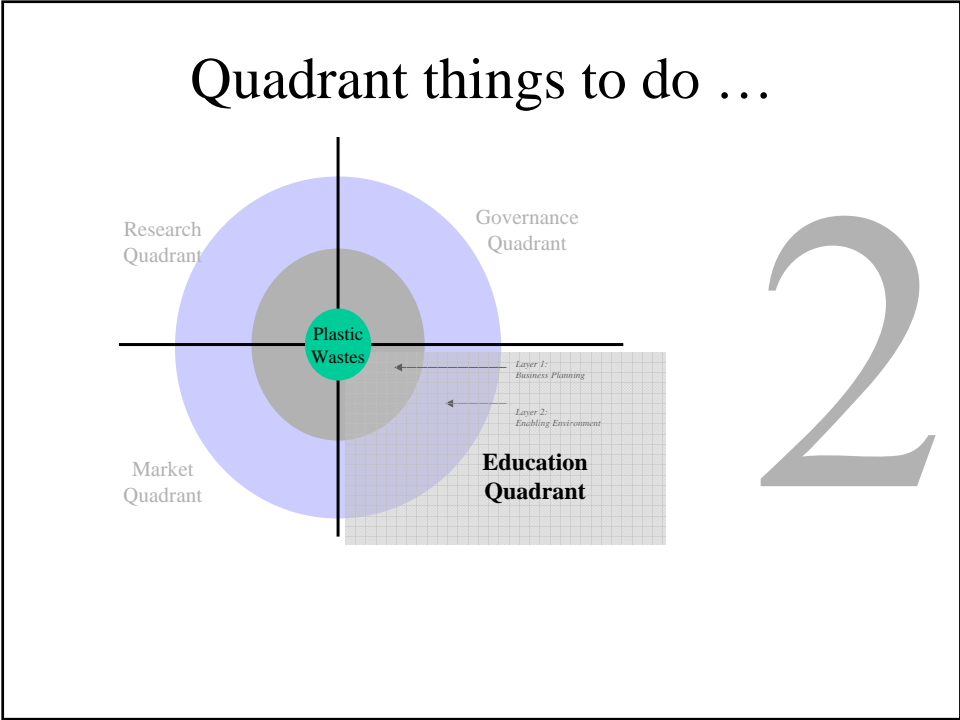 Quadrant things to do …
Research
Quadrant
Governance
Quadrant
2
Plastic
Wastes
Layer 1:
Business Planning
Layer 2:
Enabling Environment
Education
Quadrant
Market
Quadrant